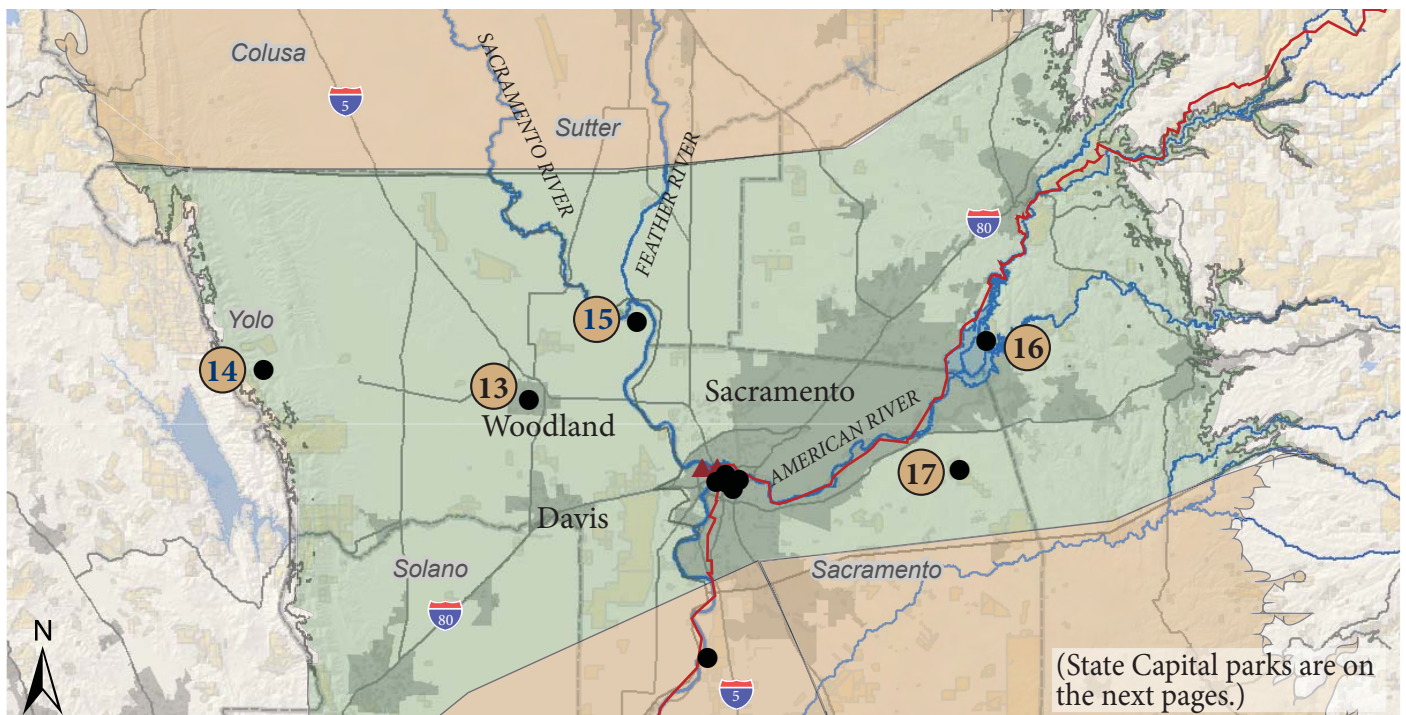 Colusa
5
SACRAMENTO RIVER
Sutter
FEATHER RIVER
80
15
Yolo
14
13
Woodland
16
Sacramento
AMERICAN RIVER
17
Davis
Solano
Sacramento
80
N
5
(State Capital parks are on
the next pages.)